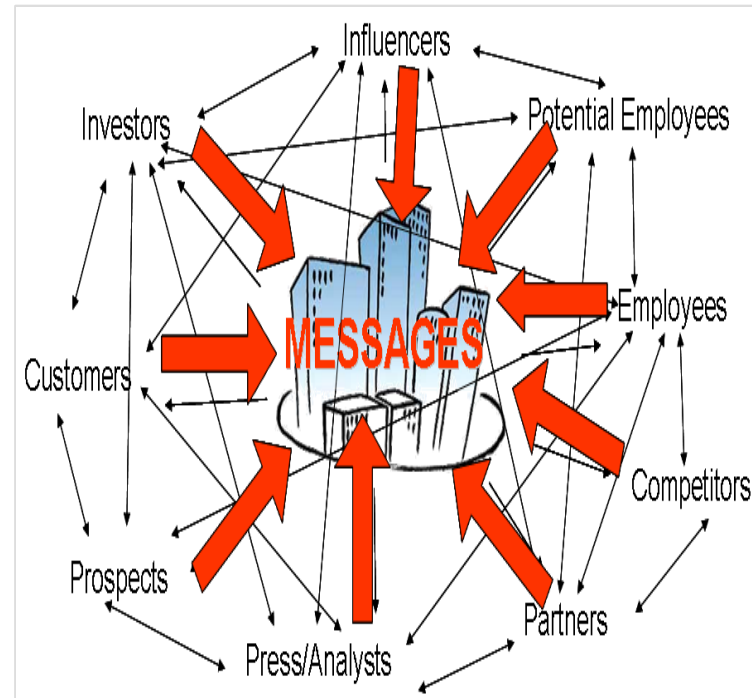 Influencers
Investors
Potential Employees
Employees
MESSAGES
Customers
Competitors
Prospects
Partners
Press/Analysts